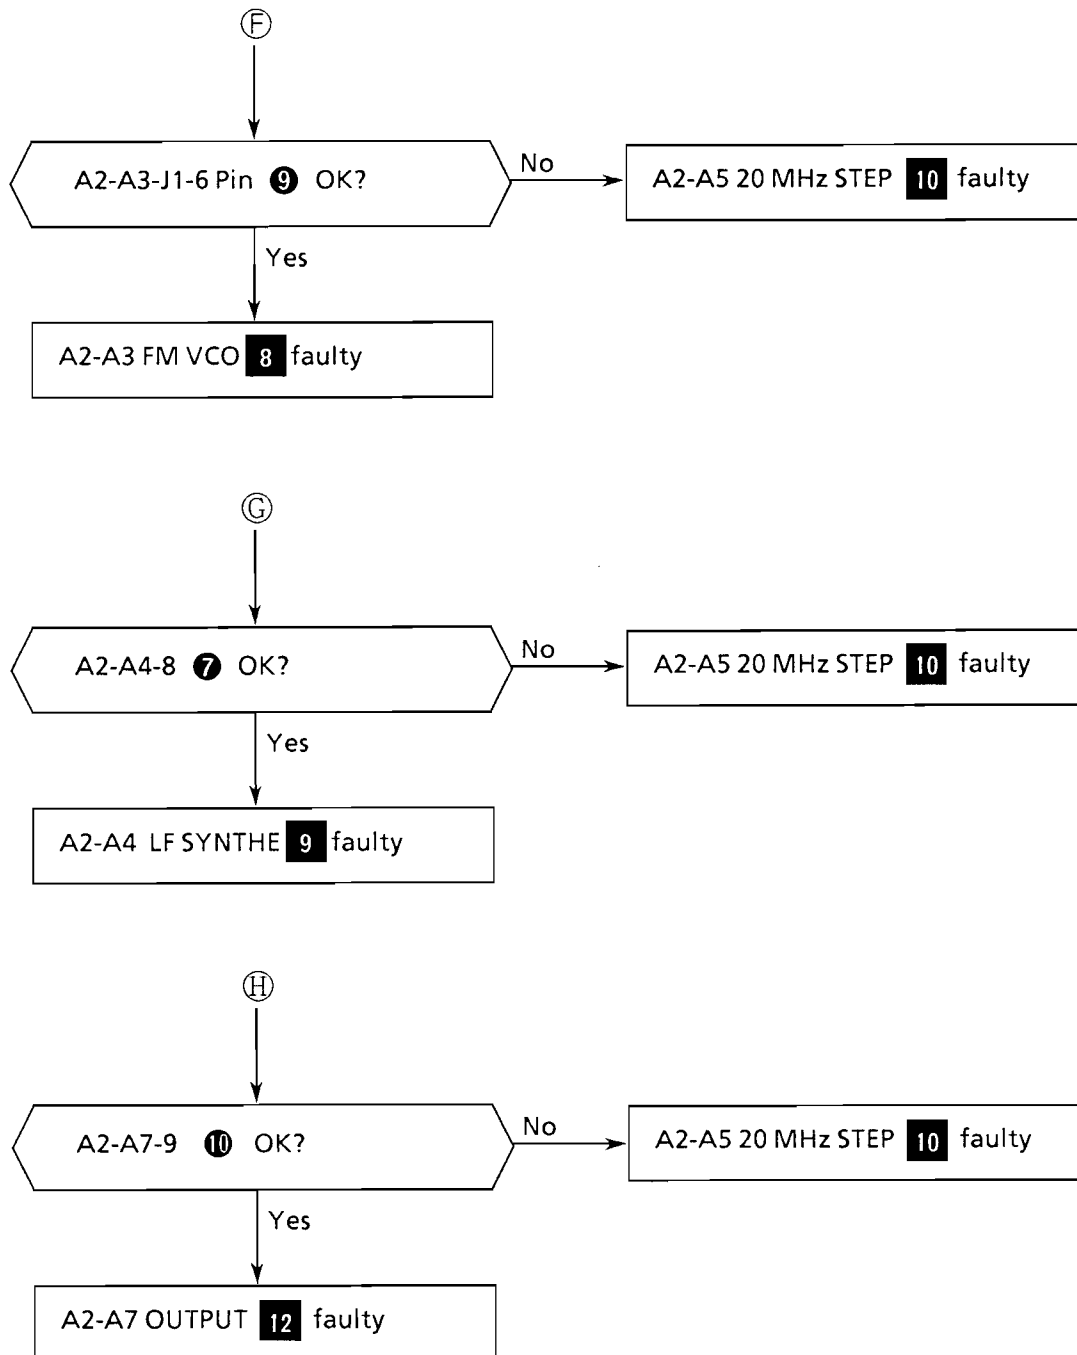 Ⓕ
A2-A3-J1-6 Pin ❾ OK?
No
A2-A5 20 MHz STEP 10 faulty
Yes
A2-A3 FM VCO 8 faulty
Ⓖ
A2-A4-8 ❼ OK?
No
A2-A5 20 MHz STEP 10 faulty
Yes
A2-A4 LF SYNTHE 9 faulty
Ⓗ
A2-A7-9 ❿ OK?
No
A2-A5 20 MHz STEP 10 faulty
Yes
A2-A7 OUTPUT 12 faulty